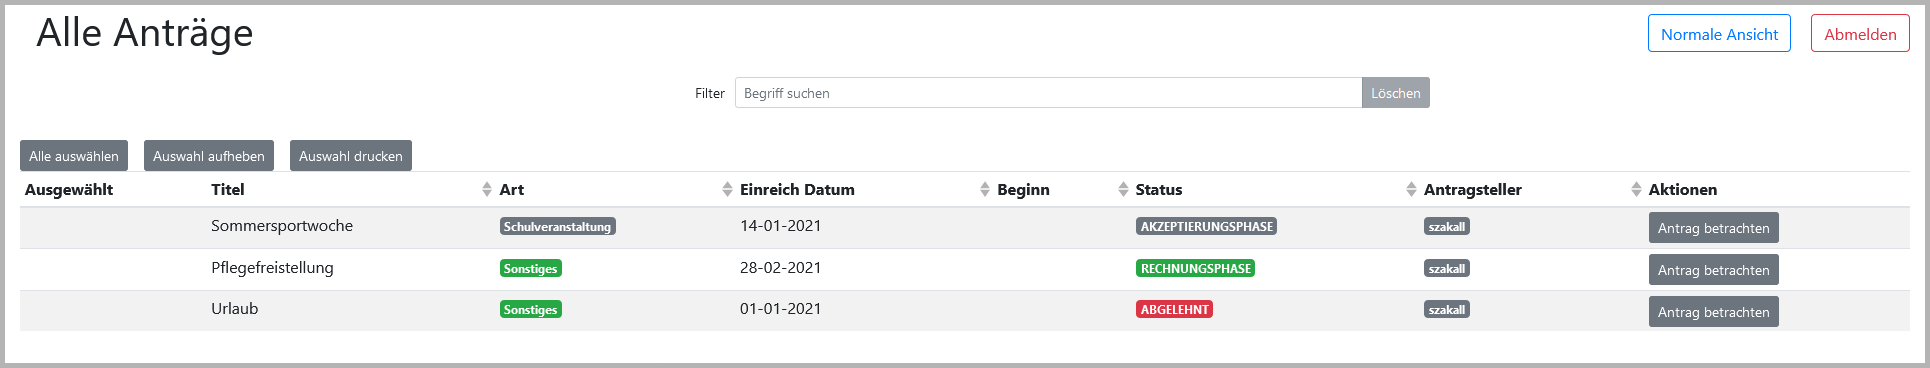 Alle Anträge
Normale Ansicht Abmelden
Filter Begriff suchen Löschen
Alle auswählen Auswahl aufheben Auswahl drucken
Ausgewählt Titel Art Einreich Datum Beginn Status Antragsteller Aktionen
Sommersportwoche Schulveranstaltung 14-01-2021 AKZEPTIERUNGSPHASE szakall Antrag betrachten
Pflegefreistellung Sonstiges 28-02-2021 RECHNUNGSPHASE szakall Antrag betrachten
Urlaub Sonstiges 01-01-2021 ABGELEHNT szakall Antrag betrachten